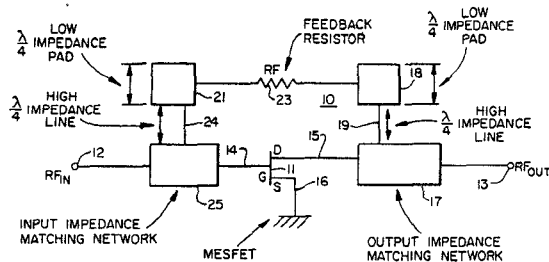 λ/4
LOW
IMPEDANCE
PAD
FEEDBACK
RESISTOR
RF
LOW
IMPEDANCE
PAD
λ/4
21
23
10
18
λ/4
HIGH
IMPEDANCE
LINE
24
15
19
λ/4
HIGH
IMPEDANCE
LINE
12
RFIN
14
D
11
G
S
16
13
RFOUT
25
17
INPUT IMPEDANCE
MATCHING NETWORK
MESFET
OUTPUT IMPEDANCE
MATCHING NETWORK